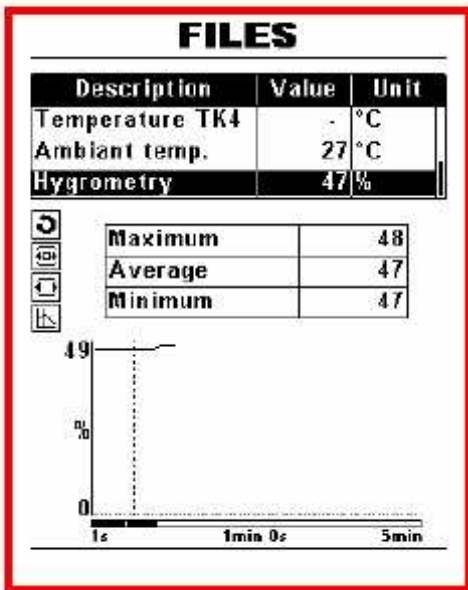 FILES
Description Value Unit
Temperature TK4 - °C
Ambiant temp. 27 °C
Hygrometry 47 %
Maximum 48
Average 47
Minimum 47
49
%
0
1s 1min 0s 5min